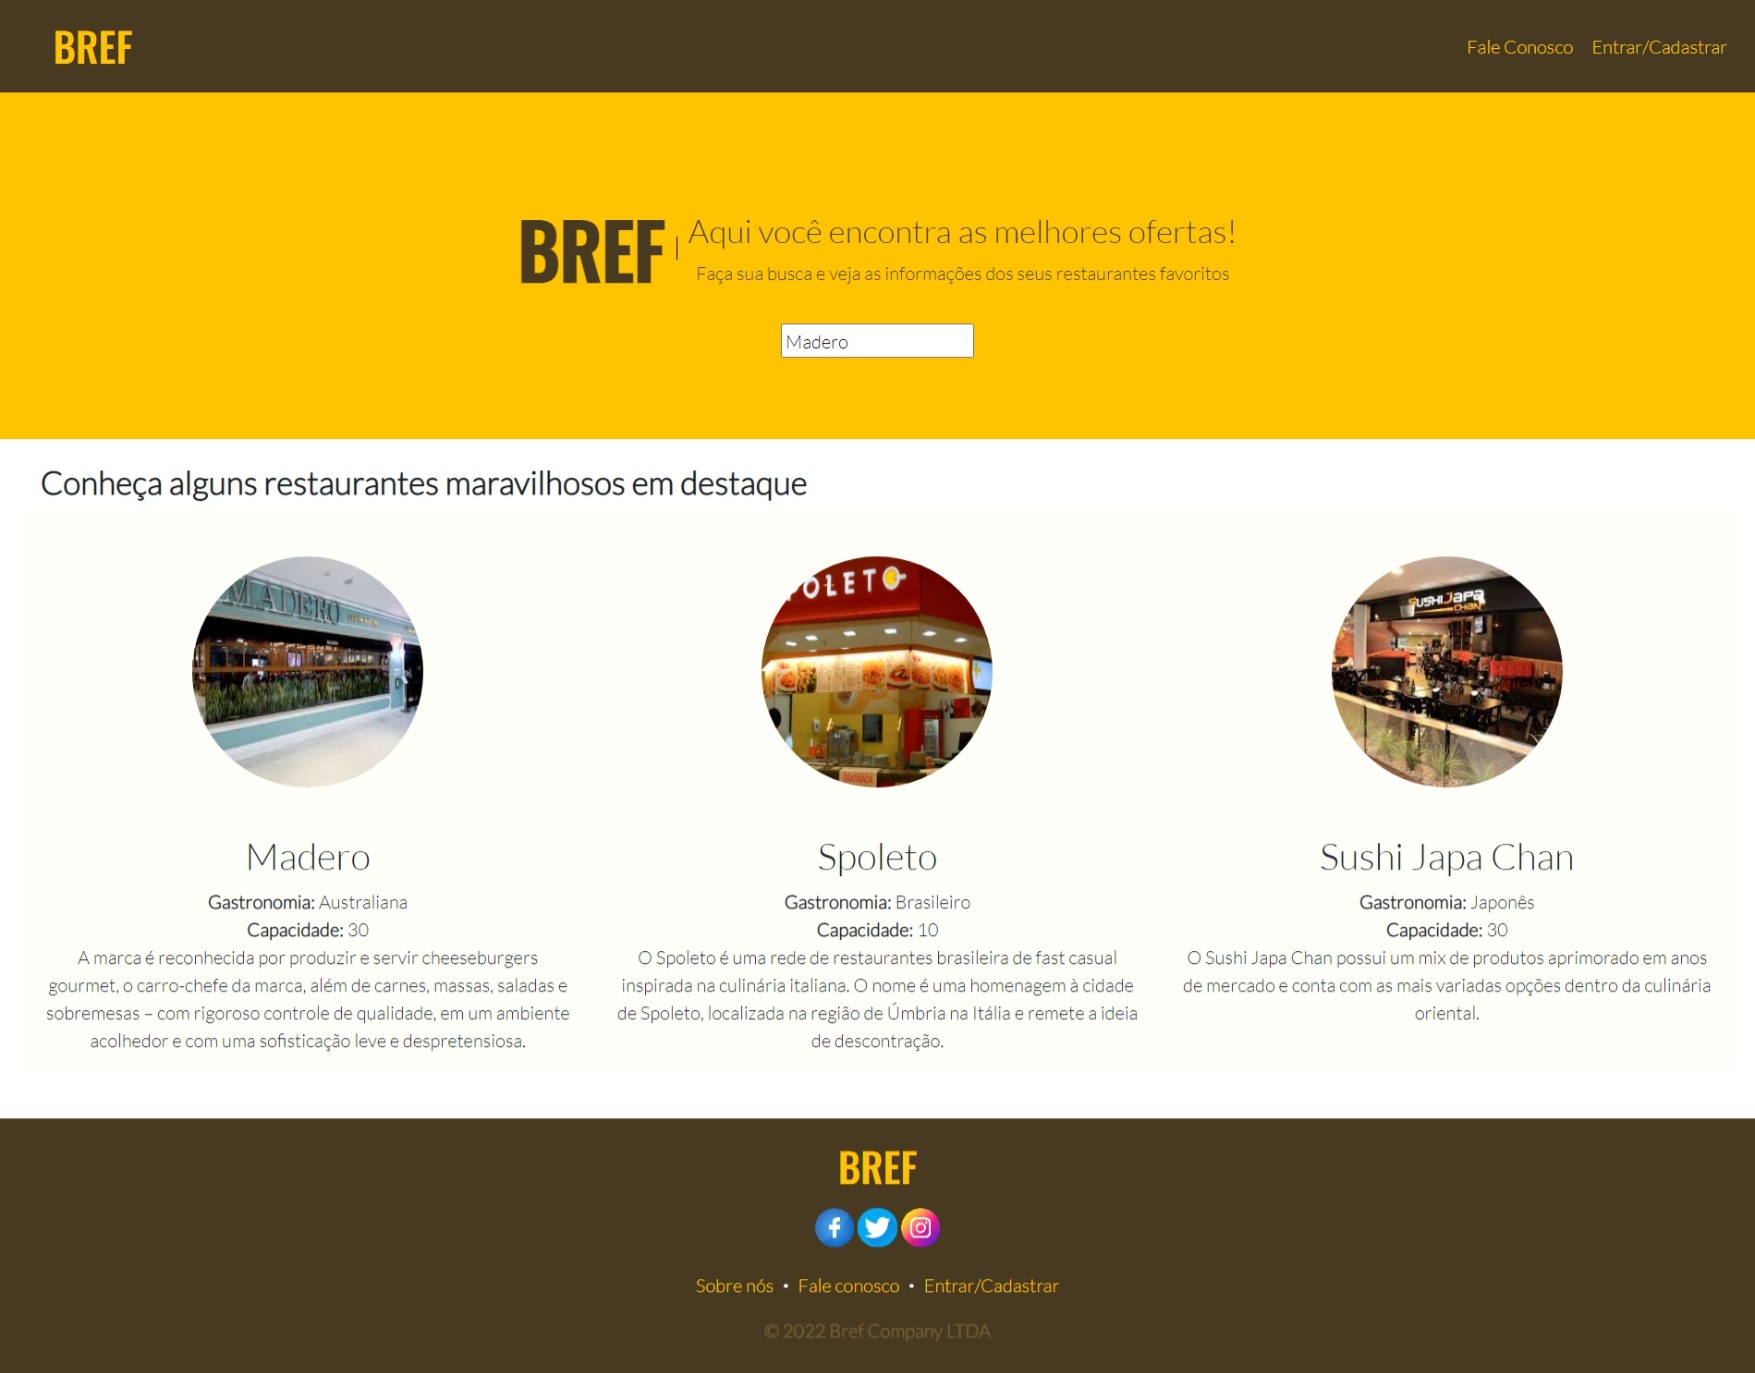 BREF
Fale Conosco Entrar/Cadastrar
BREF | Aqui você encontra as melhores ofertas!
Faça sua busca e veja as informações dos seus restaurantes favoritos
Madero
Conheça alguns restaurantes maravilhosos em destaque
MADERO
POLETO
SUSHI JAPA
CHAN
Madero
Gastronomia: Australiana
Capacidade: 30
A marca é reconhecida por produzir e servir cheeseburgers
gourmet, o carro-chefe da marca, além de carnes, massas, saladas e
sobremesas – com rigoroso controle de qualidade, em um ambiente
acolhedor e com uma sofisticação leve e despretensiosa.
Spoleto
Gastronomia: Brasileiro
Capacidade: 10
O Spoleto é uma rede de restaurantes brasileira de fast casual
inspirada na culinária italiana. O nome é uma homenagem à cidade
de Spoleto, localizada na região de Úmbria na Itália e remete a ideia
de descontração.
Sushi Japa Chan
Gastronomia: Japonês
Capacidade: 30
O Sushi Japa Chan possui um mix de produtos aprimorado em anos
de mercado e conta com as mais variadas opções dentro da culinária
oriental.
BREF
Sobre nós • Fale conosco • Entrar/Cadastrar
© 2022 Bref Company LTDA